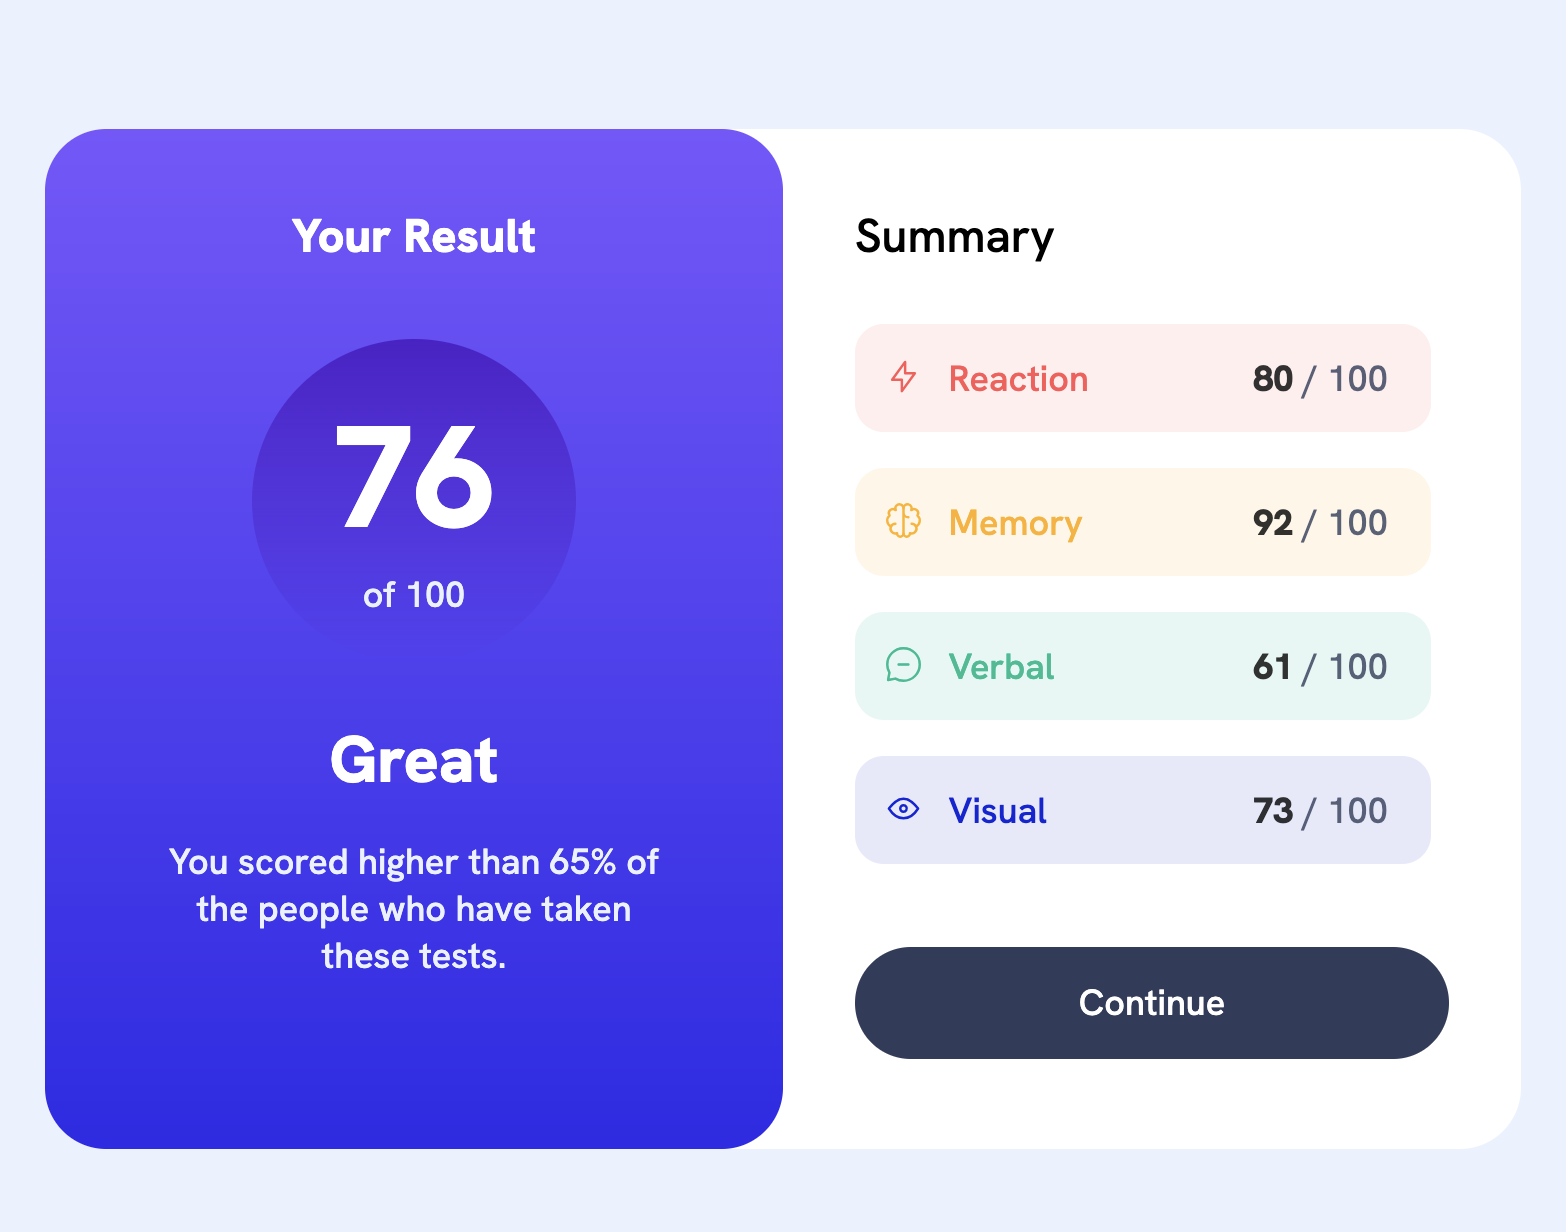 Your Result
76
of 100
Great
You scored higher than 65% of
the people who have taken
these tests.
Summary
Reaction 80 / 100
Memory 92 / 100
Verbal 61 / 100
Visual 73 / 100
Continue